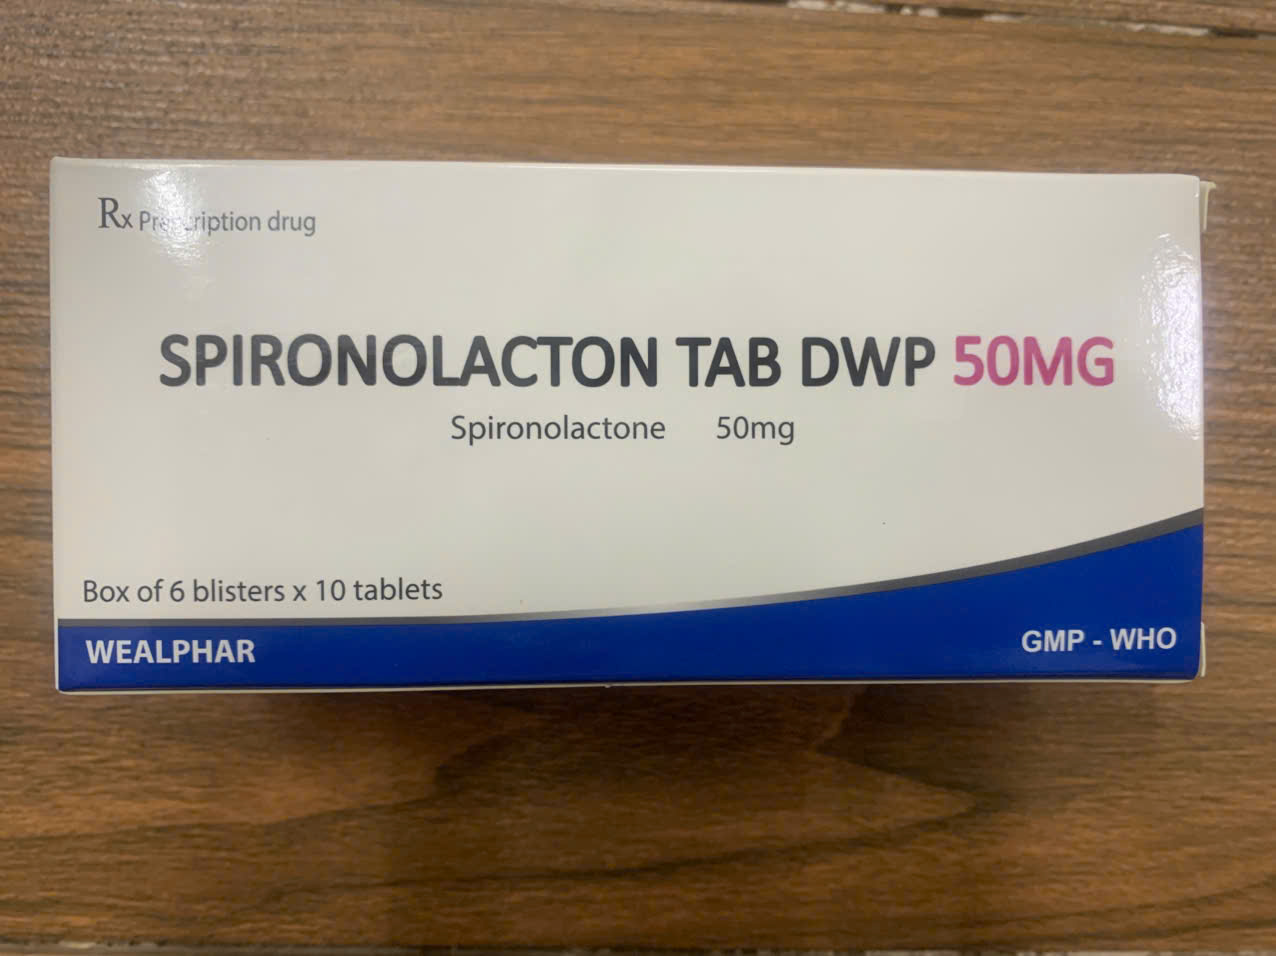 Rx Prescription drug
SPIRONOLACTON TAB DWP 50MG
Spironolactone 50mg
Box of 6 blisters x 10 tablets
WEALPHAR
GMP - WHO